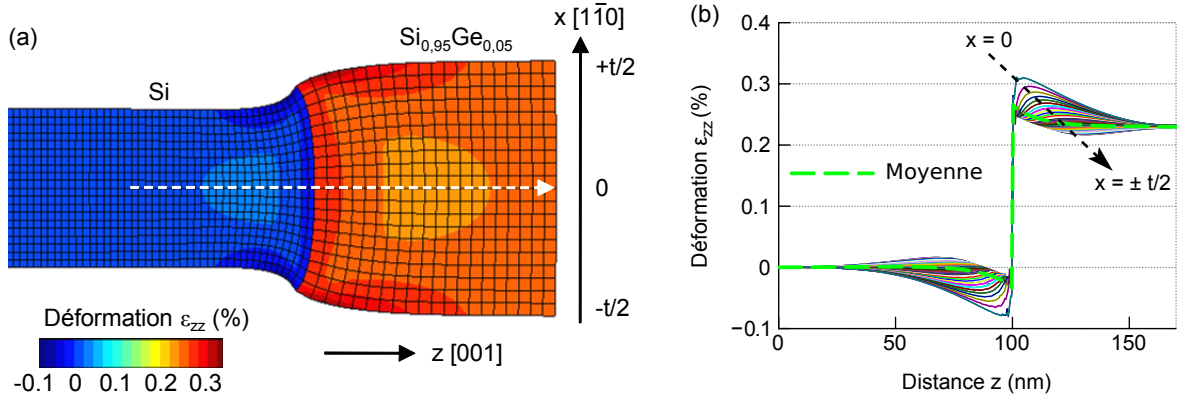 (a)
x [11̅0]
Si
Si0,95Ge0,05
+t/2
0
-t/2
Déformation εzz (%)
-0.1 0 0.1 0.2 0.3
z [001]
(b)
Déformation εzz (%)
0.4
0.3
0.2
0.1
0
−0.1
x = 0
Moyenne
x = ± t/2
0 50 100 150
Distance z (nm)